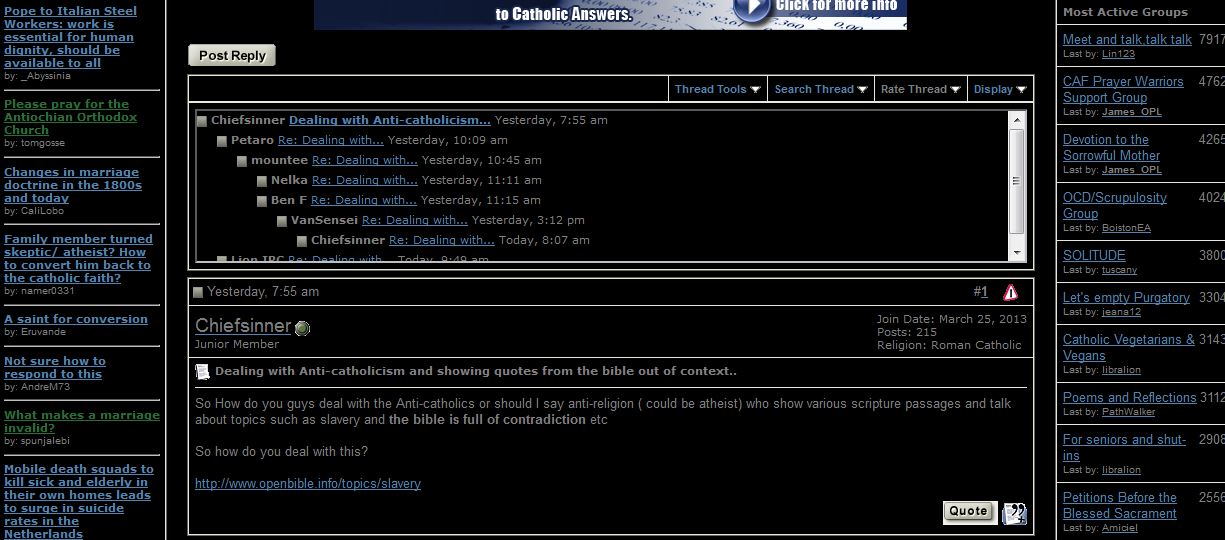 Pope to Italian Steel
Workers: work is
essential for human
dignity, should be
available to all
by: _Abyssinia
Please pray for the
Antiochian Orthodox
Church
by: tomgosse
Changes in marriage
doctrine in the 1800s
and today
by: CaliLobo
Family member turned
skeptic/ atheist? How
to convert him back to
the catholic faith?
by: namer0331
A saint for conversion
by: Eruvande
Not sure how to
respond to this
by: AndreM73
What makes a marriage
invalid?
by: spunjalebi
Mobile death squads to
kill sick and elderly in
their own homes leads
to surge in suicide
rates in the
Netherlands
to Catholic Answers.
Click for more info
Post Reply
Thread Tools Search Thread Rate Thread Display
Chiefsinner Dealing with Anti-catholicism... Yesterday, 7:55 am
Petaro Re: Dealing with... Yesterday, 10:09 am
mountee Re: Dealing with... Yesterday, 10:45 am
Nelka Re: Dealing with... Yesterday, 11:11 am
Ben F Re: Dealing with... Yesterday, 11:15 am
VanSensei Re: Dealing with... Yesterday, 3:12 pm
Chiefsinner Re: Dealing with... Today, 8:07 am
Lion IRC Re: Dealing with... Today, 9:49 am
Yesterday, 7:55 am #1
Chiefsinner
Junior Member
Join Date: March 25, 2013
Posts: 215
Religion: Roman Catholic
Dealing with Anti-catholicism and showing quotes from the bible out of context..
So How do you guys deal with the Anti-catholics or should I say anti-religion ( could be atheist) who show various scripture passages and talk
about topics such as slavery and the bible is full of contradiction etc
So how do you deal with this?
http://www.openbible.info/topics/slavery
Quote
Most Active Groups
Meet and talk,talk talk 7917
Last by: Lin123
CAF Prayer Warriors 4762
Support Group
Last by: James_OPL
Devotion to the 4265
Sorrowful Mother
Last by: James_OPL
OCD/Scrupulosity 4024
Group
Last by: BoistonEA
SOLITUDE 3800
Last by: tuscany
Let's empty Purgatory 3304
Last by: jeana12
Catholic Vegetarians & 3143
Vegans
Last by: libralion
Poems and Reflections 3112
Last by: PathWalker
For seniors and shut- 2908
ins
Last by: libralion
Petitions Before the 2556
Blessed Sacrament
Last by: Amiciel